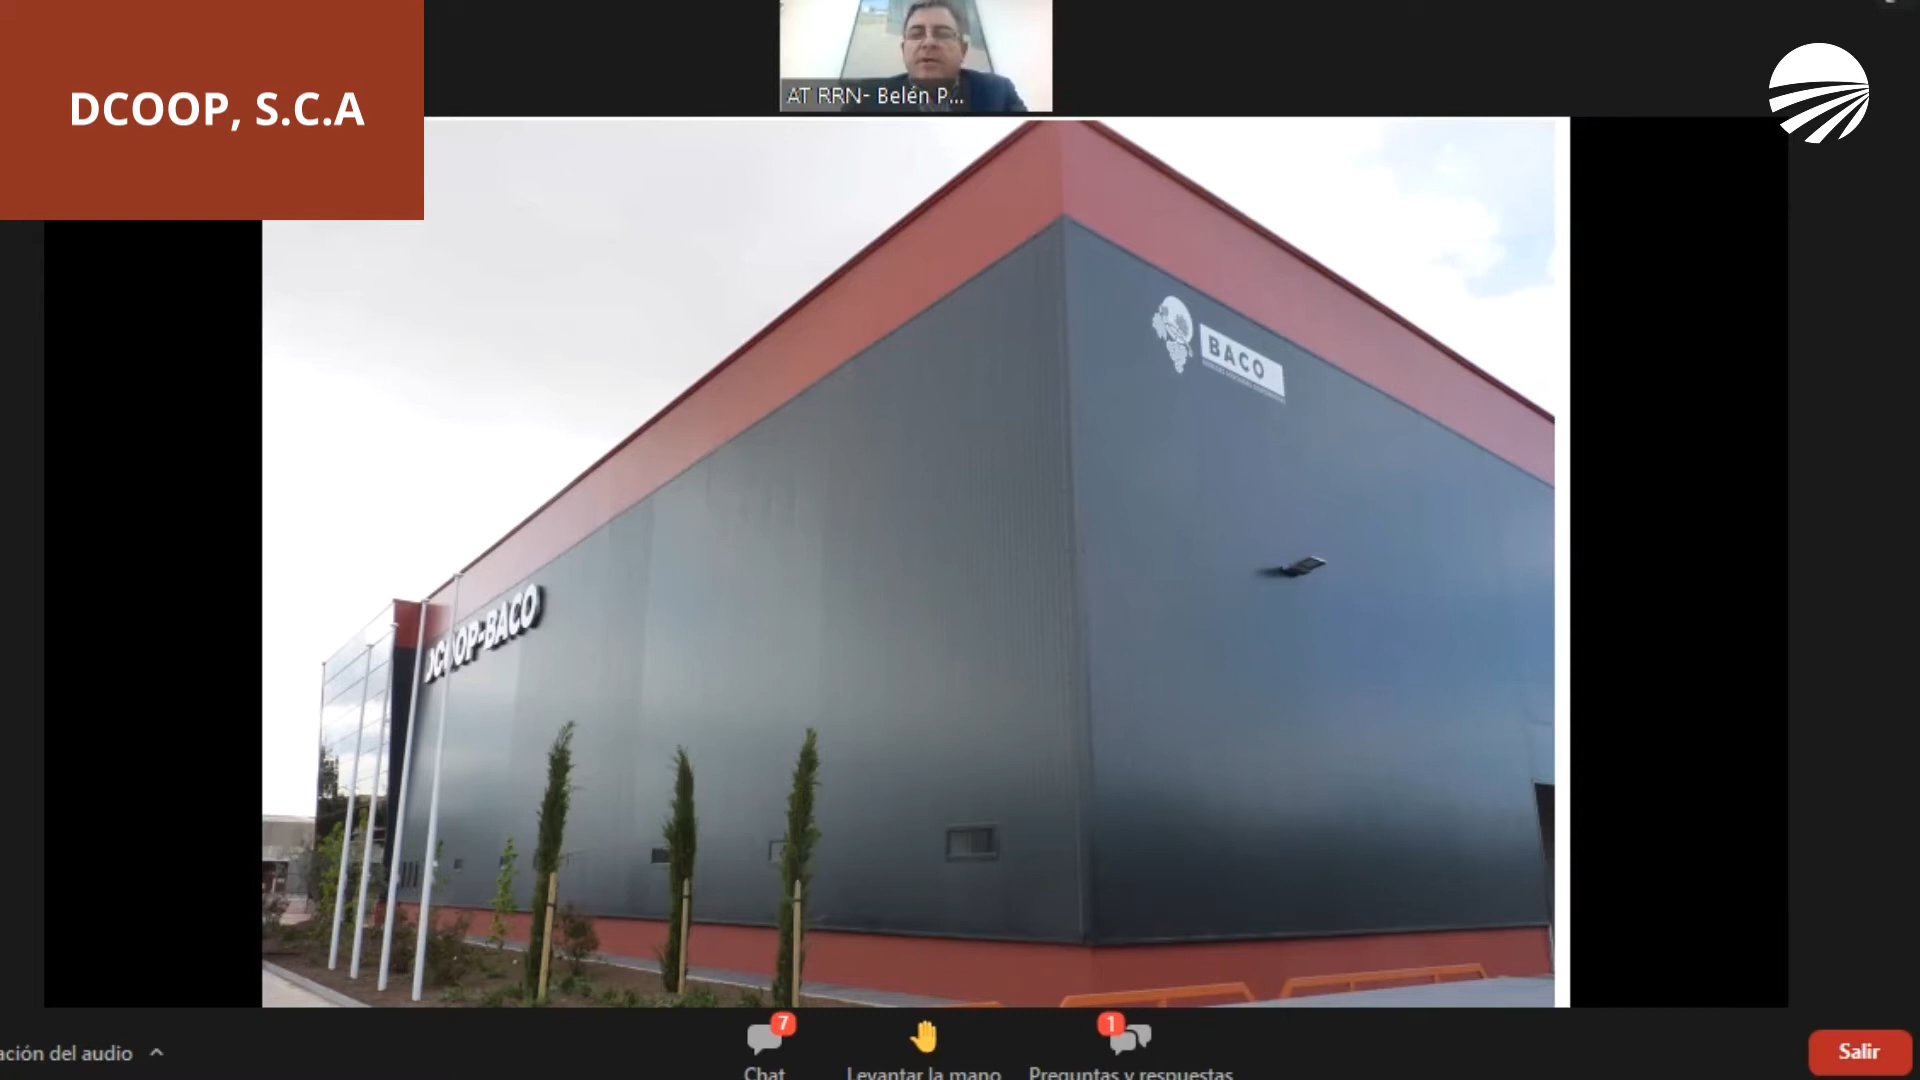 DCOOP, S.C.A
AT RRN- Belén P...
BACO
DCOOP-BACO
ación del audio
7
Chat
Levantar la mano
1
Preguntas y respuestas
Salir